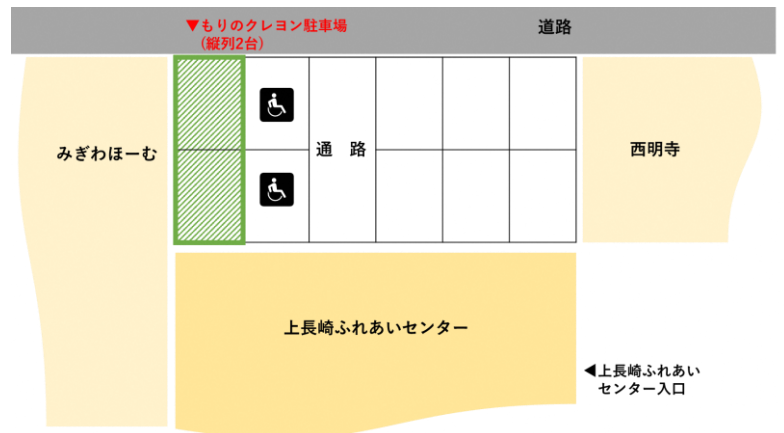 ▼もりのクレヨン駐車場
(縦列2台)
道路
みぎわほーむ
通 路
西明寺
上長崎ふれあいセンター
◀上長崎ふれあい
センター入口